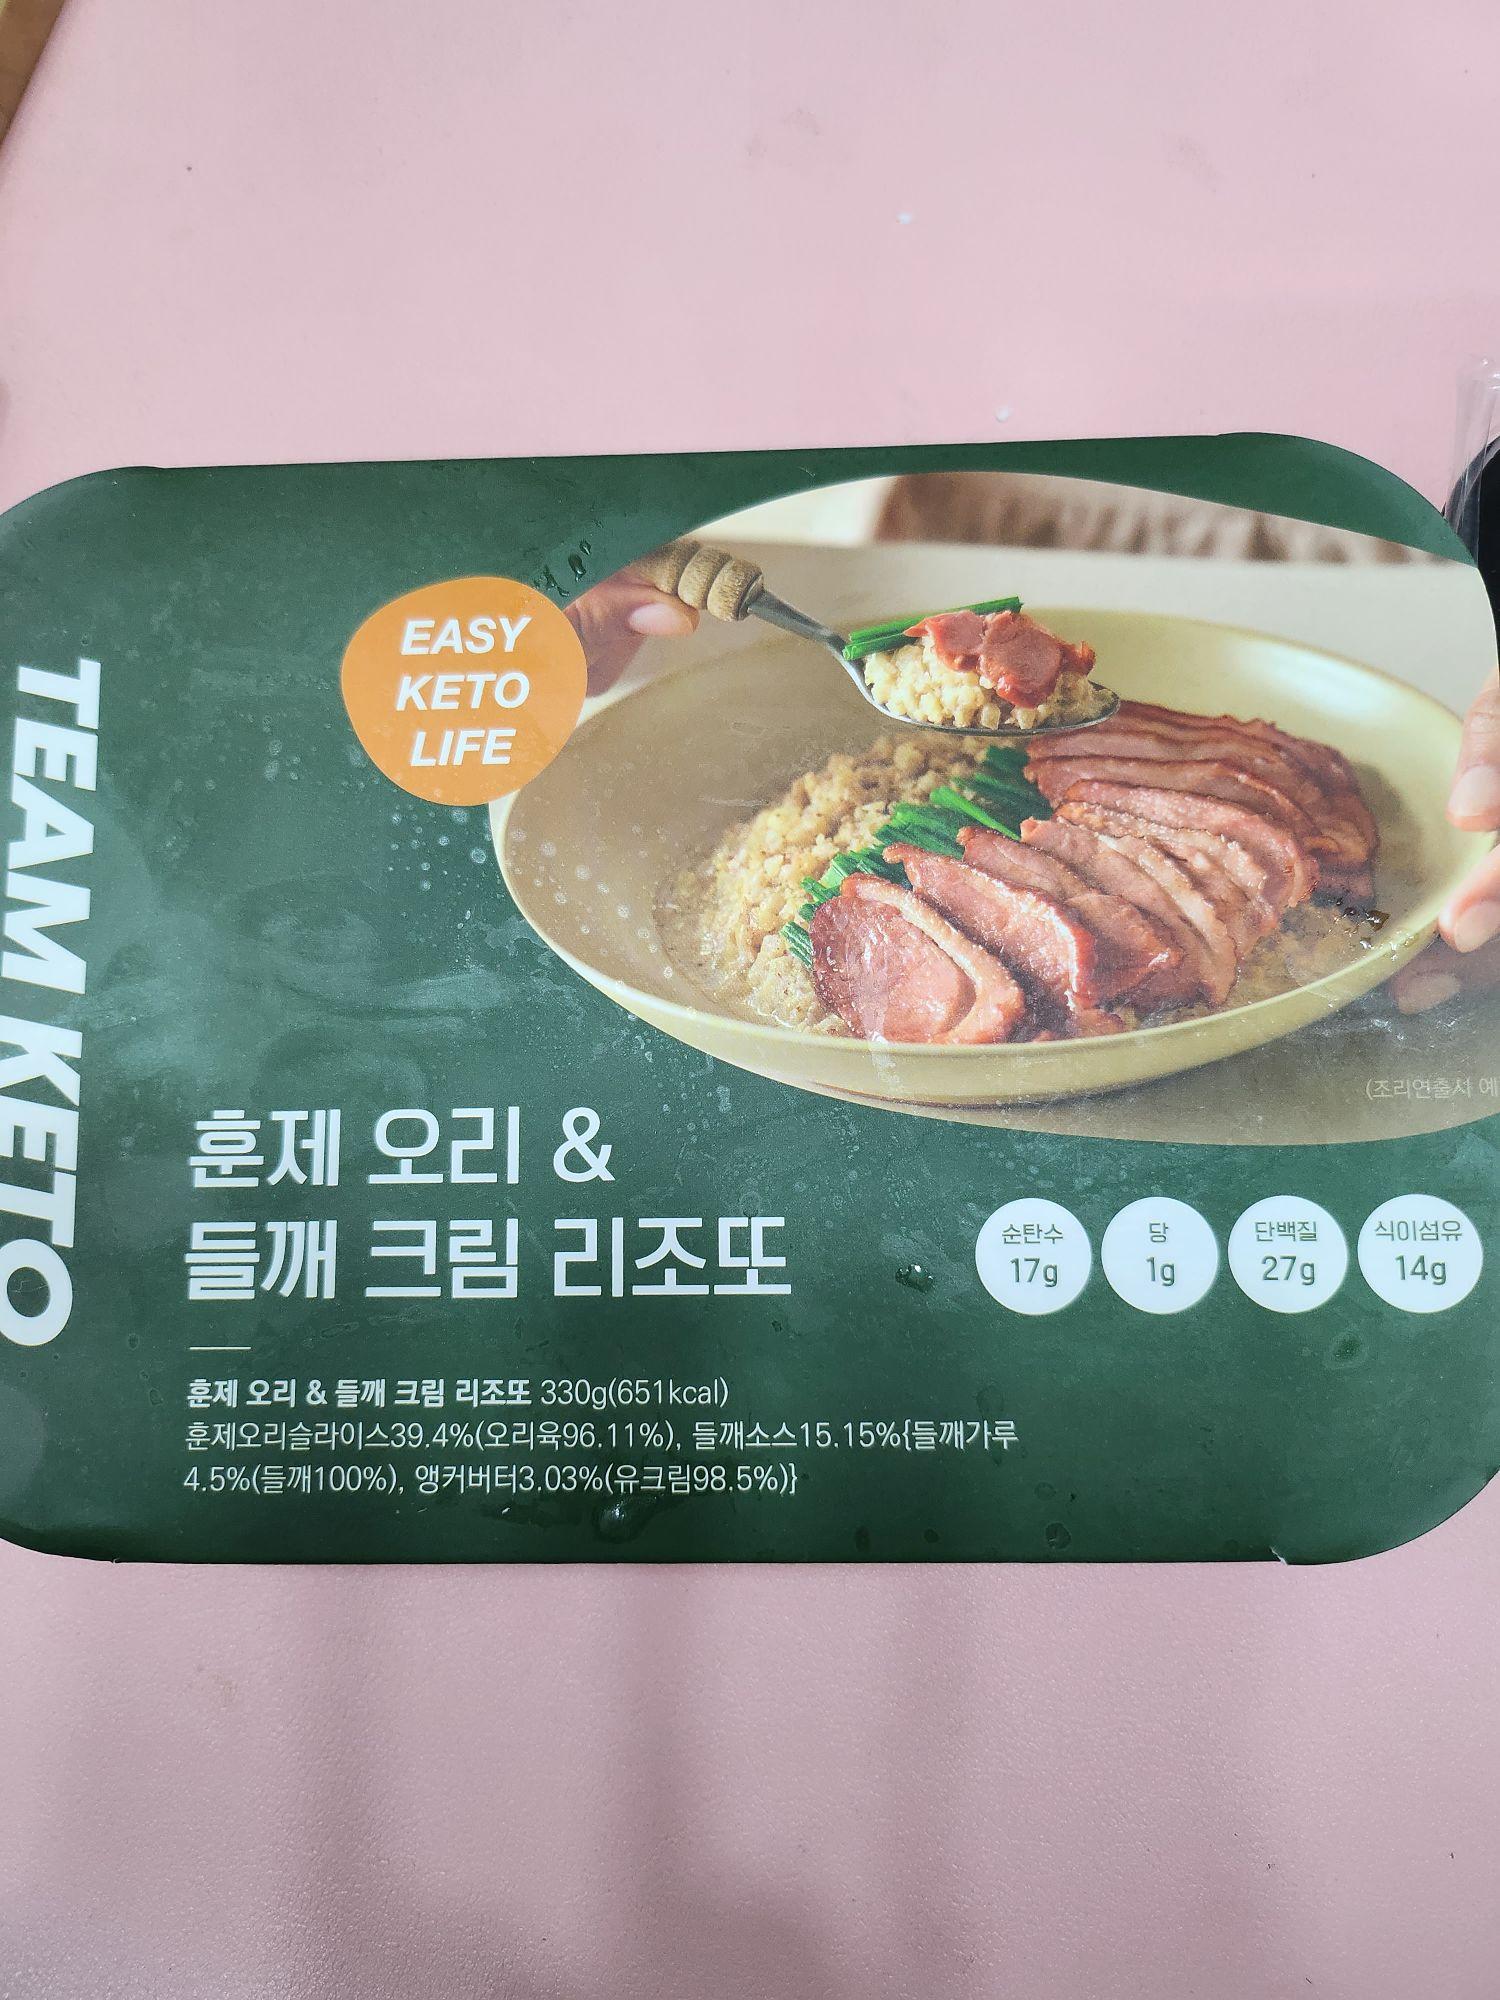 TEAM KETO
EASY
KETO
LIFE
(조리연출시 예
훈제 오리 &
들깨 크림 리조또
순탄수
17g
당
1g
단백질
27g
식이섬유
14g
훈제 오리 & 들깨 크림 리조또 330g(651kcal)
훈제오리슬라이스39.4%(오리육96.11%), 들깨소스15.15%{들깨가루
4.5%(들깨100%), 앵커버터3.03%(유크림98.5%)}